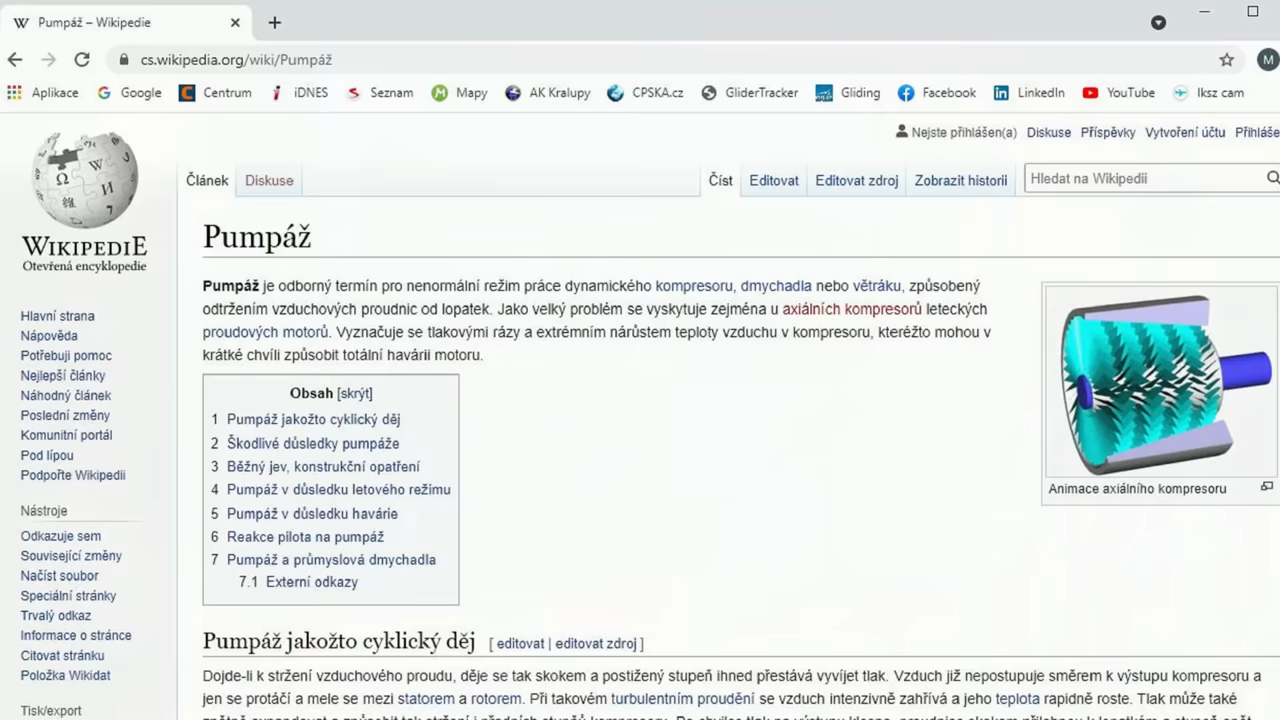 Pumpáž – Wikipedie
cs.wikipedia.org/wiki/Pumpáž
M
Aplikace Google Centrum iDNES Seznam Mapy AK Kralupy CPSKA.cz GliderTracker Gliding Facebook LinkedIn YouTube Iksz cam
Nejste přihlášen(a) Diskuse Příspěvky Vytvoření účtu Přihláše
Článek Diskuse Číst Editovat Editovat zdroj Zobrazit historii Hledat na Wikipedii
WIKIPEDIE
Otevřená encyklopedie
Hlavní strana
Nápověda
Potřebuji pomoc
Nejlepší články
Náhodný článek
Poslední změny
Komunitní portál
Pod lípou
Podpořte Wikipedii
Nástroje
Odkazuje sem
Související změny
Načíst soubor
Speciální stránky
Trvalý odkaz
Informace o stránce
Citovat stránku
Položka Wikidat
Tisk/export
Pumpáž
Pumpáž je odborný termín pro nenormální režim práce dynamického kompresoru, dmychadla nebo větráku, způsobený
odtržením vzduchových proudnic od lopatek. Jako velký problém se vyskytuje zejména u axiálních kompresorů leteckých
proudových motorů. Vyznačuje se tlakovými rázy a extrémním nárůstem teploty vzduchu v kompresoru, kteréžto mohou v
krátké chvíli způsobit totální havárii motoru.
Animace axiálního kompresoru
Obsah [skrýt]
1 Pumpáž jakožto cyklický děj
2 Škodlivé důsledky pumpáže
3 Běžný jev, konstrukční opatření
4 Pumpáž v důsledku letového režimu
5 Pumpáž v důsledku havárie
6 Reakce pilota na pumpáž
7 Pumpáž a průmyslová dmychadla
7.1 Externí odkazy
Pumpáž jakožto cyklický děj [ editovat | editovat zdroj ]
Dojde-li k stržení vzduchového proudu, děje se tak skokem a postižený stupeň ihned přestává vyvíjet tlak. Vzduch již nepostupuje směrem k výstupu kompresoru a
jen se protáčí a mele se mezi statorem a rotorem. Při takovém turbulentním proudění se vzduch intenzivně zahřívá a jeho teplota rapidně roste. Tlak může také